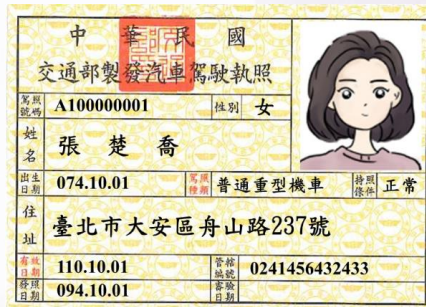 中華民國
交通部製發汽車駕駛執照
駕照號碼 A100000001 性別 女
姓名 張楚喬
出生日期 074.10.01 駕照種類 普通重型機車 持照條件 正常
住址 臺北市大安區舟山路237號
有效日期 110.10.01 管轄編號 0241456432433
發照日期 094.10.01 審驗日期